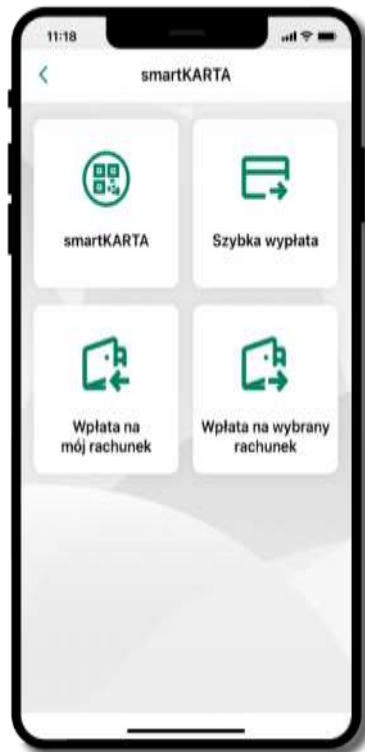 11:18
smartKARTA
smartKARTA
Szybka wypłata
Wpłata na
mój rachunek
Wpłata na wybrany
rachunek